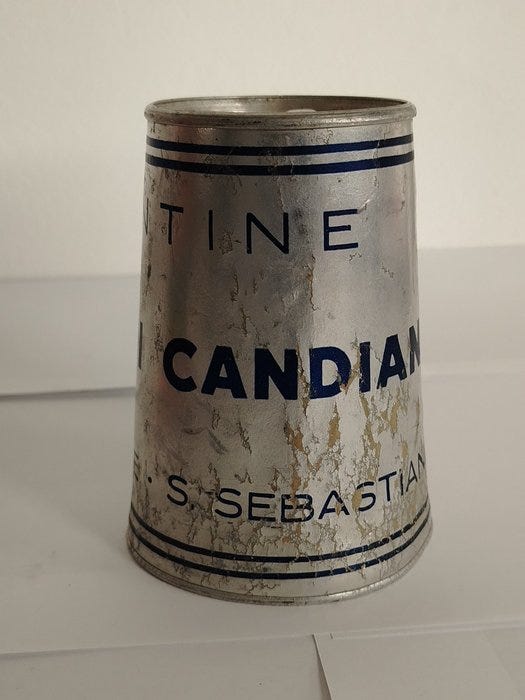 NTINE
I CANDIAN
E · S. SEBASTIAN